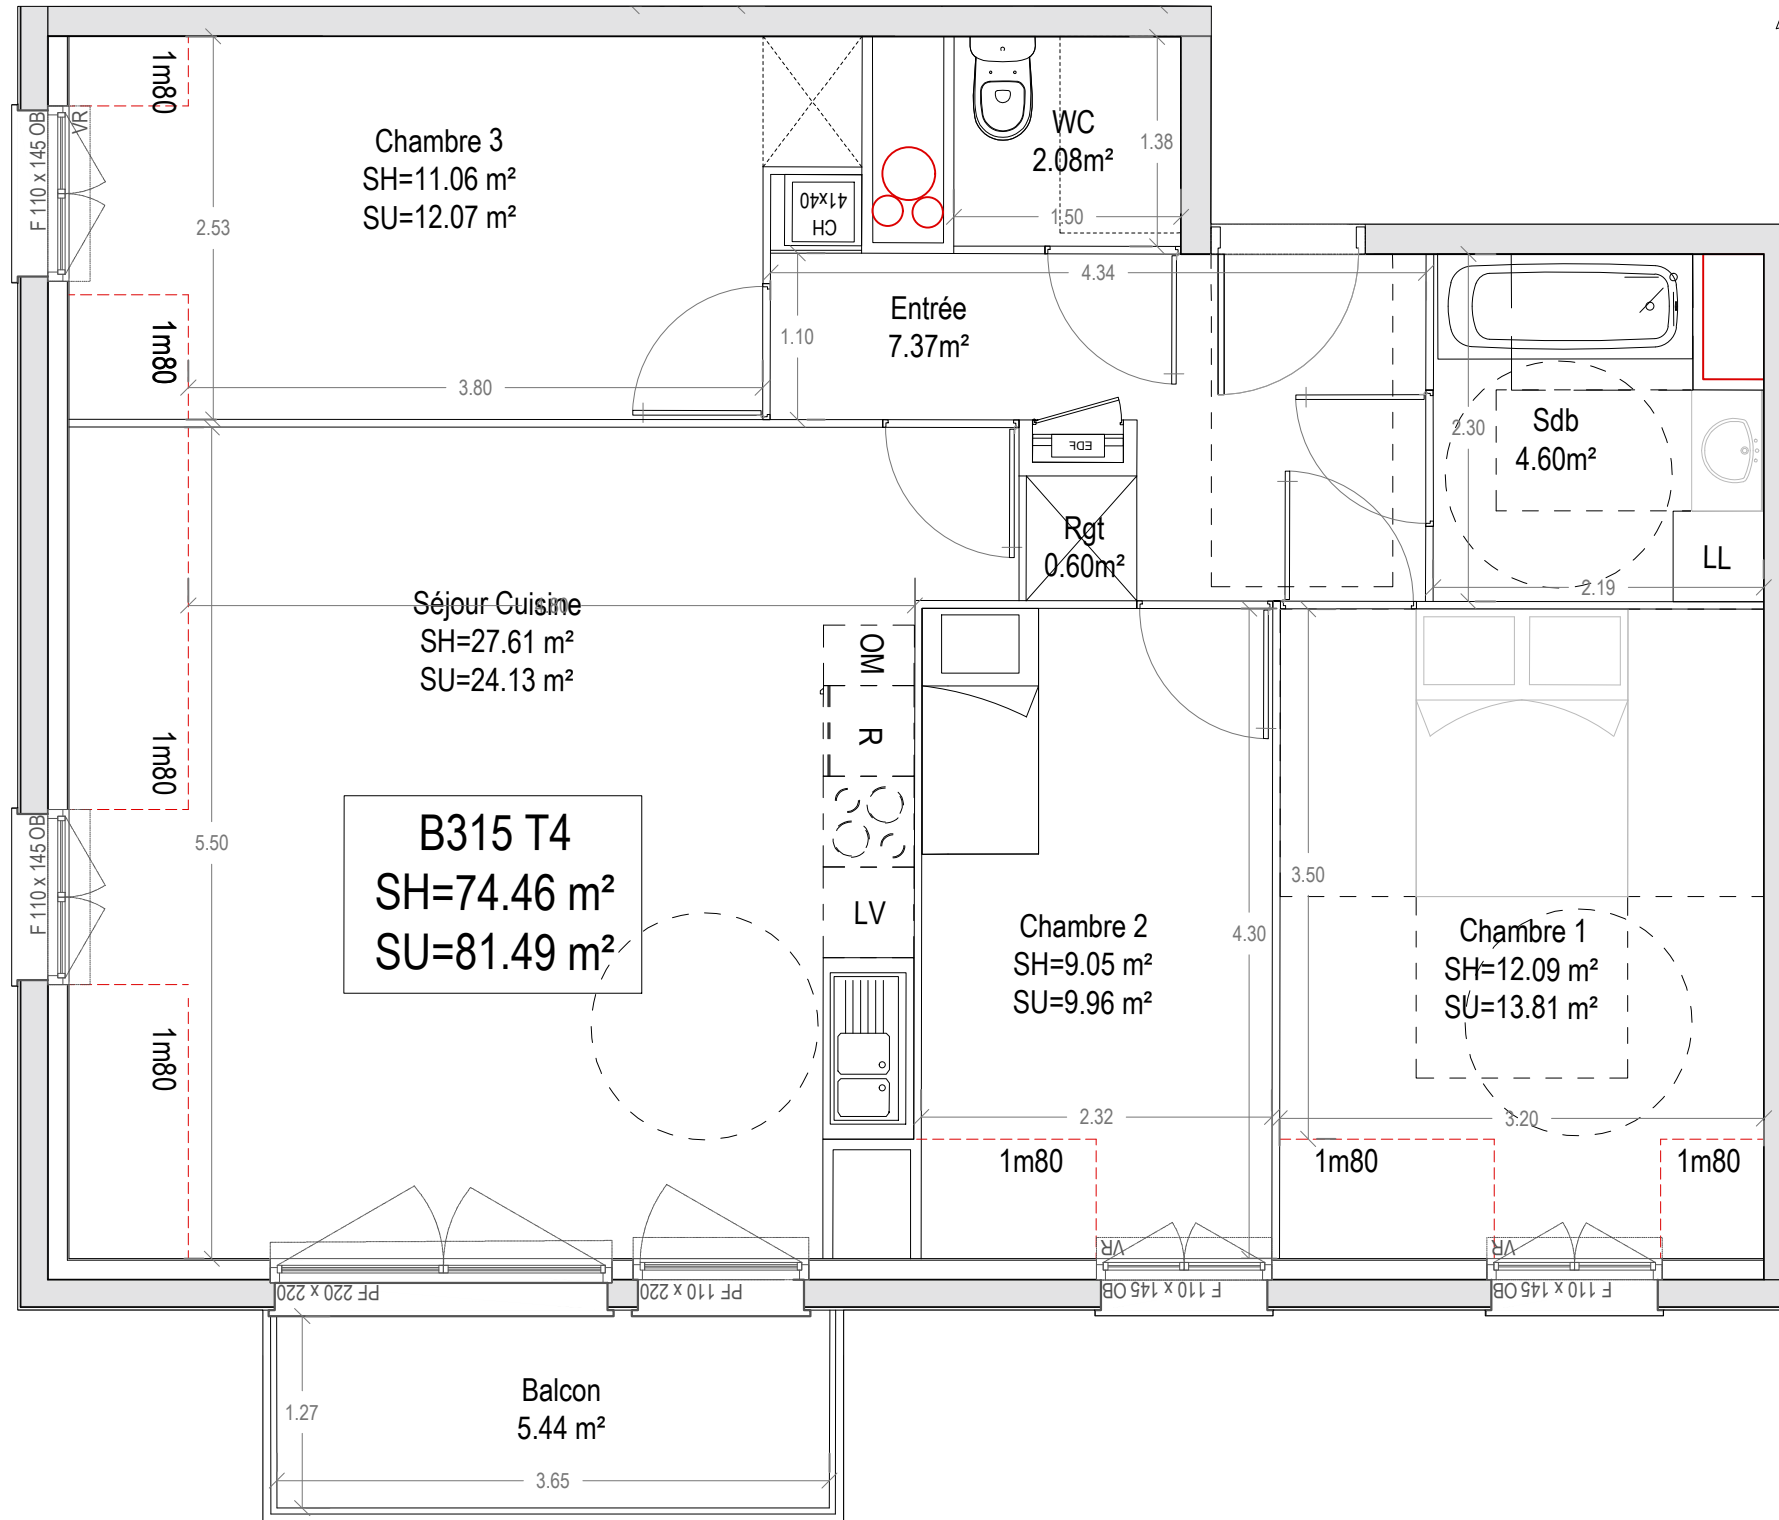 1m80
Chambre 3
SH=11.06 m²
SU=12.07 m²
2.53
3.80
F 110 x 145 OB
VR
1m80
CH
41x40
WC
2.08m²
1.38
1.50
4.34
Entrée
7.37m²
1.10
EDF
Rgt
0.60m²
Sdb
4.60m²
2.30
2.19
LL
Séjour Cuisine
4.80
SH=27.61 m²
SU=24.13 m²
1m80
5.50
F 110 x 145 OB
1m80
B315 T4
SH=74.46 m²
SU=81.49 m²
OM
R
LV
Chambre 2
SH=9.05 m²
SU=9.96 m²
4.30
2.32
1m80
3.50
Chambre 1
SH=12.09 m²
SU=13.81 m²
3.20
1m80
1m80
VR
F 110 x 145 OB
VR
F 110 x 145 OB
PF 220 x 220
PF 110 x 220
Balcon
5.44 m²
1.27
3.65